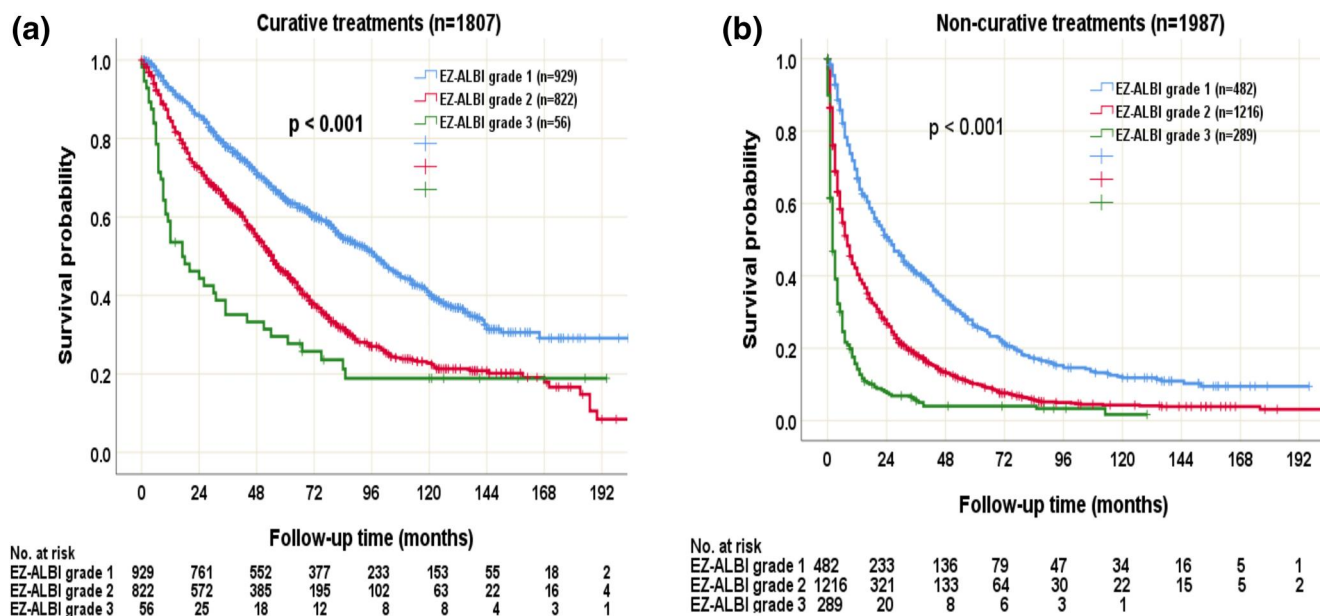 (a)
Curative treatments (n=1807)
EZ-ALBI grade 1 (n=929)
EZ-ALBI grade 2 (n=822)
EZ-ALBI grade 3 (n=56)
p < 0.001
Survival probability
1.0
0.8
0.6
0.4
0.2
0.0
0 24 48 72 96 120 144 168 192
Follow-up time (months)
No. at risk
EZ-ALBI grade 1 929 761 552 377 233 153 55 18 2
EZ-ALBI grade 2 822 572 385 195 102 63 22 16 4
EZ-ALBI grade 3 56 25 18 12 8 8 4 3 1
(b)
Non-curative treatments (n=1987)
EZ-ALBI grade 1 (n=482)
EZ-ALBI grade 2 (n=1216)
EZ-ALBI grade 3 (n=289)
p < 0.001
Survival probability
1.0
0.8
0.6
0.4
0.2
0.0
0 24 48 72 96 120 144 168 192
Follow-up time (months)
No. at risk
EZ-ALBI grade 1 482 233 136 79 47 34 16 5 1
EZ-ALBI grade 2 1216 321 133 64 30 22 15 5 2
EZ-ALBI grade 3 289 20 8 6 3 1